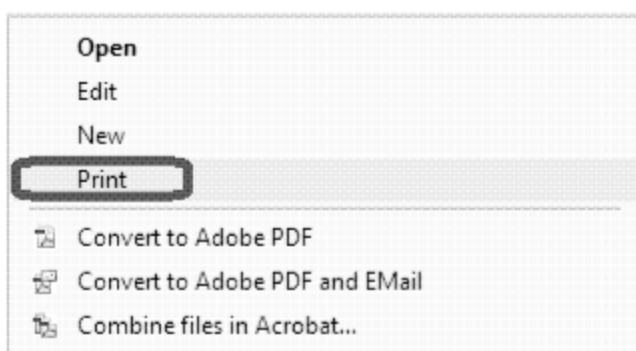 Open
Edit
New
Print
Convert to Adobe PDF
Convert to Adobe PDF and EMail
Combine files in Acrobat...